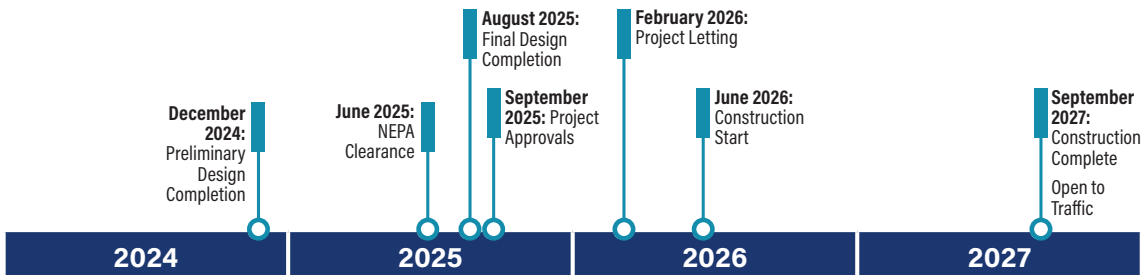 December
2024:
Preliminary
Design
Completion
June 2025:
NEPA
Clearance
August 2025:
Final Design
Completion
September
2025: Project
Approvals
February 2026:
Project Letting
June 2026:
Construction
Start
September
2027:
Construction
Complete
Open to
Traffic
2024
2025
2026
2027